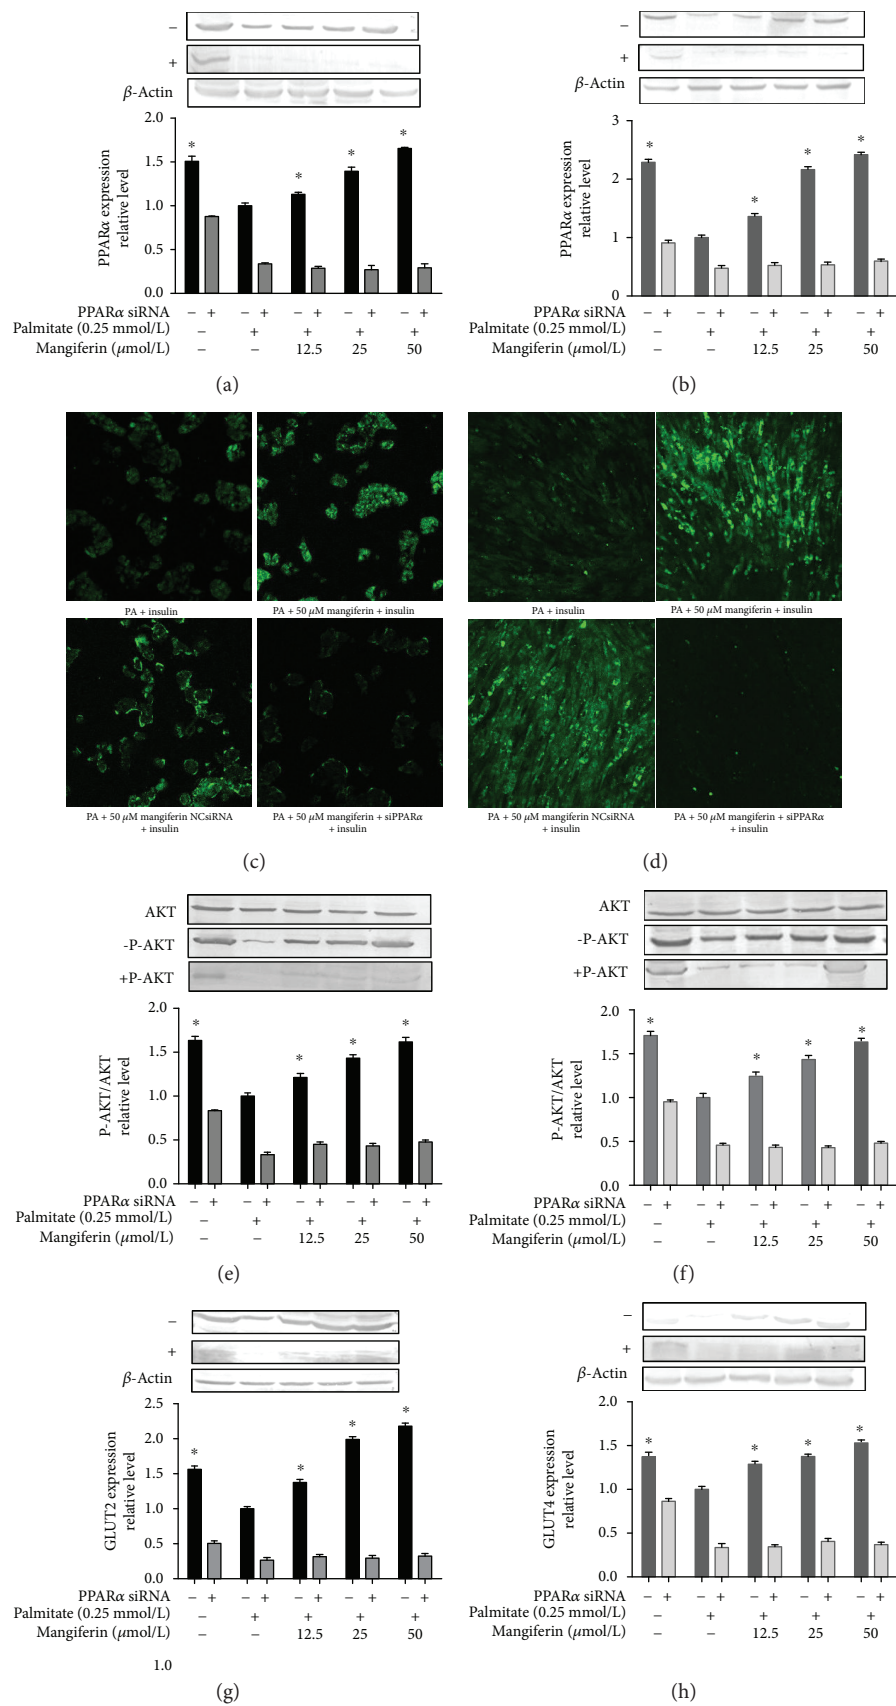 −
+
β-Actin
PPARα expression
relative level
2.0
1.5
1.0
0.5
0.0
*
*
*
*
PPARα siRNA − + − + − + − + − +
Palmitate (0.25 mmol/L) − + + + +
Mangiferin (μmol/L) − − 12.5 25 50
(a)
−
+
β-Actin
PPARα expression
relative level
3
2
1
0
*
*
*
*
PPARα siRNA − + − + − + − + − +
Palmitate (0.25 mmol/L) − + + + +
Mangiferin (μmol/L) − − 12.5 25 50
(b)
PA + insulin
PA + 50 μM mangiferin + insulin
PA + 50 μM mangiferin NCsiRNA
+ insulin
PA + 50 μM mangiferin + siPPARα
+ insulin
(c)
PA + insulin
PA + 50 μM mangiferin + insulin
PA + 50 μM mangiferin NCsiRNA
+ insulin
PA + 50 μM mangiferin + siPPARα
+ insulin
(d)
AKT
-P-AKT
+P-AKT
P-AKT/AKT
relative level
2.0
1.5
1.0
0.5
0.0
*
*
*
*
PPARα siRNA − + − + − + − + − +
Palmitate (0.25 mmol/L) − + + + +
Mangiferin (μmol/L) − − 12.5 25 50
(e)
AKT
-P-AKT
+P-AKT
P-AKT/AKT
relative level
2.0
1.5
1.0
0.5
0.0
*
*
*
*
PPARα siRNA − + − + − + − + − +
Palmitate (0.25 mmol/L) − + + + +
Mangiferin (μmol/L) − − 12.5 25 50
(f)
−
+
β-Actin
GLUT2 expression
relative level
2.5
2.0
1.5
1.0
0.5
0.0
*
*
*
*
PPARα siRNA − + − + − + − + − +
Palmitate (0.25 mmol/L) − + + + +
Mangiferin (μmol/L) − − 12.5 25 50
1.0
(g)
−
+
β-Actin
GLUT4 expression
relative level
2.0
1.5
1.0
0.5
0.0
*
*
*
*
PPARα siRNA − + − + − + − + − +
Palmitate (0.25 mmol/L) − + + + +
Mangiferin (μmol/L) − − 12.5 25 50
(h)